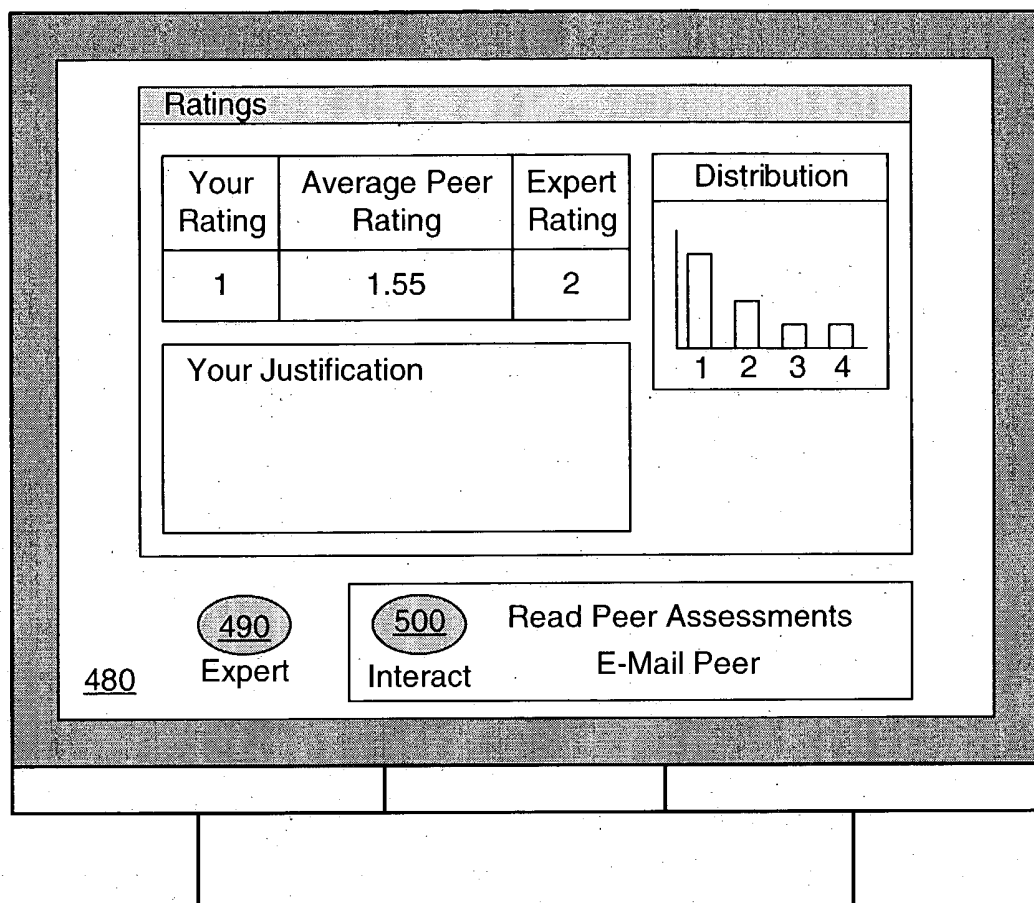 Ratings
Your
Rating
Average Peer
Rating
Expert
Rating
1
1.55
2
Distribution
1 2 3 4
Your Justification
490
Expert
500
Interact
Read Peer Assessments
E-Mail Peer
480